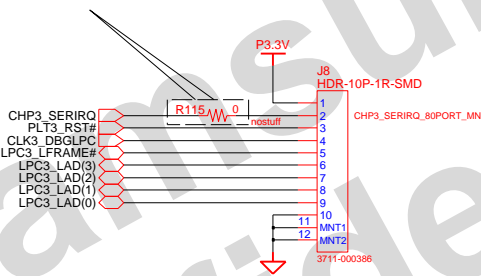 P3.3V
J8
HDR-10P-1R-SMD
R115 0
nostuff
CHP3_SERIRQ
PLT3_RST#
CLK3_DBGLPC
LPC3_LFRAME#
LPC3_LAD(3)
LPC3_LAD(2)
LPC3_LAD(1)
LPC3_LAD(0)
1
2
3
4
5
6
7
8
9
10
11 MNT1
12 MNT2
CHP3_SERIRQ_80PORT_MN
3711-000386